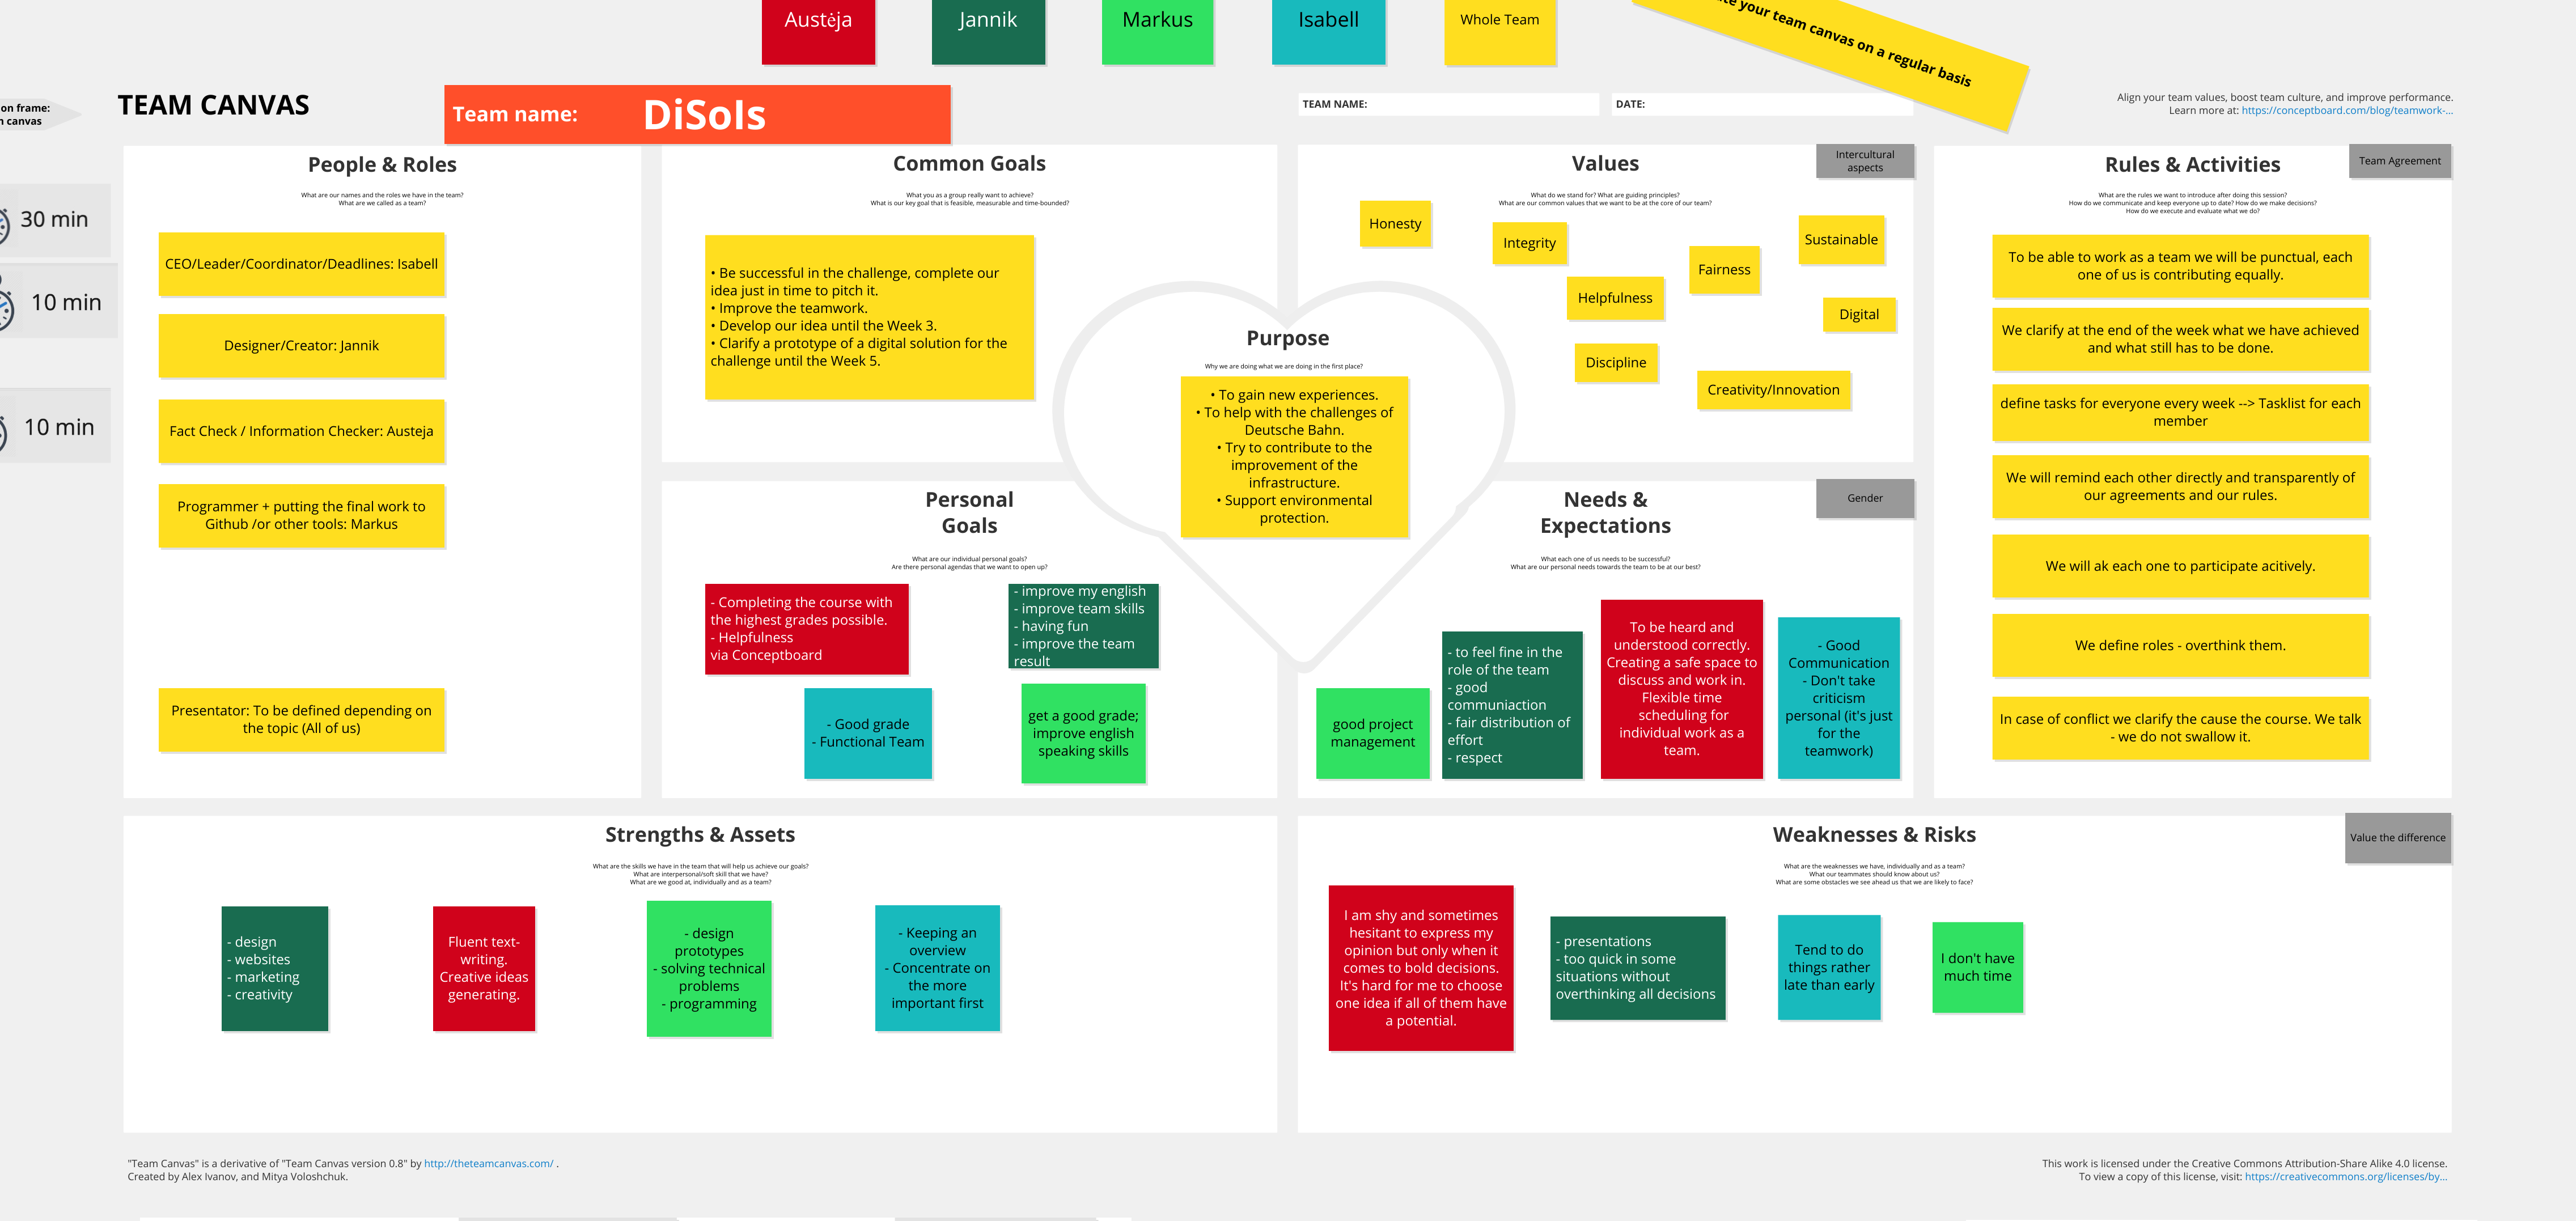 Austėja
Jannik
Markus
Isabell
Whole Team
te your team canvas on a regular basis
on frame:
canvas
TEAM CANVAS
Team name: DiSols
TEAM NAME:
DATE:
Align your team values, boost team culture, and improve performance.
Learn more at: https://conceptboard.com/blog/teamwork-...
30 min
10 min
10 min
People & Roles
What are our names and the roles we have in the team?
What are we called as a team?
CEO/Leader/Coordinator/Deadlines: Isabell
Designer/Creator: Jannik
Fact Check / Information Checker: Austeja
Programmer + putting the final work to
Github /or other tools: Markus
Presentator: To be defined depending on
the topic (All of us)
Common Goals
What you as a group really want to achieve?
What is our key goal that is feasible, measurable and time-bounded?
• Be successful in the challenge, complete our
idea just in time to pitch it.
• Improve the teamwork.
• Develop our idea until the Week 3.
• Clarify a prototype of a digital solution for the
challenge until the Week 5.
Purpose
Why we are doing what we are doing in the first place?
• To gain new experiences.
• To help with the challenges of
Deutsche Bahn.
• Try to contribute to the
improvement of the
infrastructure.
• Support environmental
protection.
Values
Intercultural
aspects
What do we stand for? What are guiding principles?
What are our common values that we want to be at the core of our team?
Honesty
Integrity
Sustainable
Fairness
Helpfulness
Digital
Discipline
Creativity/Innovation
Rules & Activities
Team Agreement
What are the rules we want to introduce after doing this session?
How do we communicate and keep everyone up to date? How do we make decisions?
How do we execute and evaluate what we do?
To be able to work as a team we will be punctual, each
one of us is contributing equally.
We clarify at the end of the week what we have achieved
and what still has to be done.
define tasks for everyone every week --> Tasklist for each
member
We will remind each other directly and transparently of
our agreements and our rules.
We will ak each one to participate acitively.
We define roles - overthink them.
In case of conflict we clarify the cause the course. We talk
- we do not swallow it.
Personal
Goals
What are our individual personal goals?
Are there personal agendas that we want to open up?
- Completing the course with
the highest grades possible.
- Helpfulness
via Conceptboard
- improve my english
- improve team skills
- having fun
- improve the team
result
- Good grade
- Functional Team
get a good grade;
improve english
speaking skills
Needs &
Expectations
Gender
What each one of us needs to be successful?
What are our personal needs towards the team to be at our best?
good project
management
- to feel fine in the
role of the team
- good
communiaction
- fair distribution of
effort
- respect
To be heard and
understood correctly.
Creating a safe space to
discuss and work in.
Flexible time
scheduling for
individual work as a
team.
- Good
Communication
- Don't take
criticism
personal (it's just
for the
teamwork)
Strengths & Assets
What are the skills we have in the team that will help us achieve our goals?
What are interpersonal/soft skill that we have?
What are we good at, individually and as a team?
- design
- websites
- marketing
- creativity
Fluent text-
writing.
Creative ideas
generating.
- design
prototypes
- solving technical
problems
- programming
- Keeping an
overview
- Concentrate on
the more
important first
Weaknesses & Risks
Value the difference
What are the weaknesses we have, individually and as a team?
What our teammates should know about us?
What are some obstacles we see ahead us that we are likely to face?
I am shy and sometimes
hesitant to express my
opinion but only when it
comes to bold decisions.
It's hard for me to choose
one idea if all of them have
a potential.
- presentations
- too quick in some
situations without
overthinking all decisions
Tend to do
things rather
late than early
I don't have
much time
"Team Canvas" is a derivative of "Team Canvas version 0.8" by http://theteamcanvas.com/ .
Created by Alex Ivanov, and Mitya Voloshchuk.
This work is licensed under the Creative Commons Attribution-Share Alike 4.0 license.
To view a copy of this license, visit: https://creativecommons.org/licenses/by...